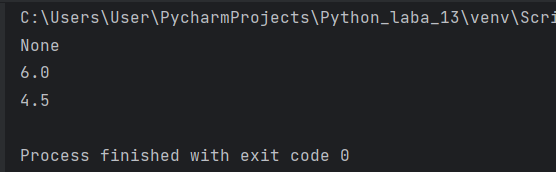 C:\Users\User\PycharmProjects\Python_laba_13\venv\Scri
None
6.0
4.5
Process finished with exit code 0